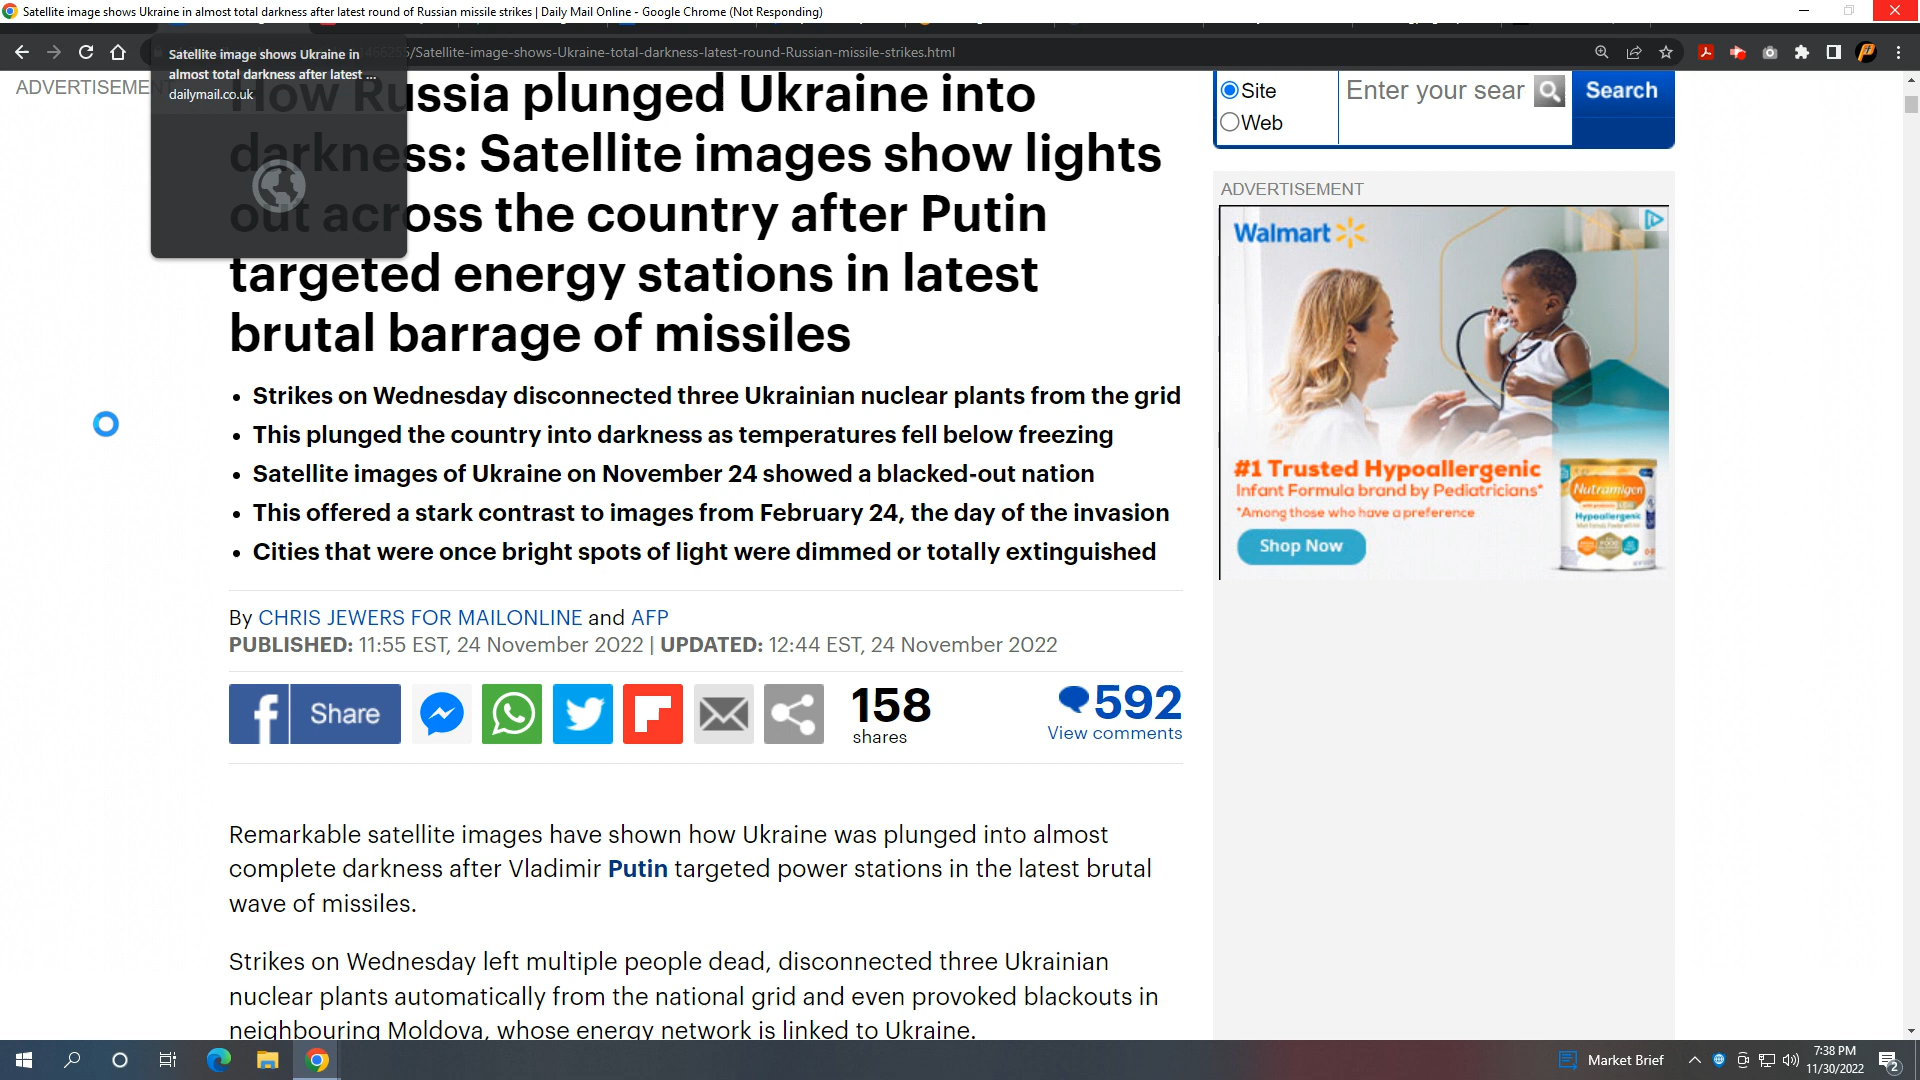 Satellite image shows Ukraine in almost total darkness after latest round of Russian missile strikes | Daily Mail Online - Google Chrome (Not Responding)
/Satellite-image-shows-Ukraine-total-darkness-latest-round-Russian-missile-strikes.html
Satellite image shows Ukraine in
almost total darkness after latest ...
dailymail.co.uk
How Russia plunged Ukraine into
darkness: Satellite images show lights
out across the country after Putin
targeted energy stations in latest
brutal barrage of missiles
Strikes on Wednesday disconnected three Ukrainian nuclear plants from the grid
This plunged the country into darkness as temperatures fell below freezing
Satellite images of Ukraine on November 24 showed a blacked-out nation
This offered a stark contrast to images from February 24, the day of the invasion
Cities that were once bright spots of light were dimmed or totally extinguished
By CHRIS JEWERS FOR MAILONLINE and AFP
PUBLISHED: 11:55 EST, 24 November 2022 | UPDATED: 12:44 EST, 24 November 2022
Share
158
shares
592
View comments
Remarkable satellite images have shown how Ukraine was plunged into almost
complete darkness after Vladimir Putin targeted power stations in the latest brutal
wave of missiles.
Strikes on Wednesday left multiple people dead, disconnected three Ukrainian
nuclear plants automatically from the national grid and even provoked blackouts in
neighbouring Moldova, whose energy network is linked to Ukraine.
Site
Web
Enter your sear
Search
ADVERTISEMENT
Walmart
#1 Trusted Hypoallergenic
Infant Formula brand by Pediatricians*
*Among those who have a preference
Shop Now
Nutramigen
Hypoallergenic
Market Brief
7:38 PM
11/30/2022
2